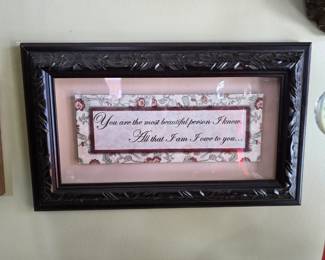 You are the most beautiful person I know.
All that I am I owe to you...